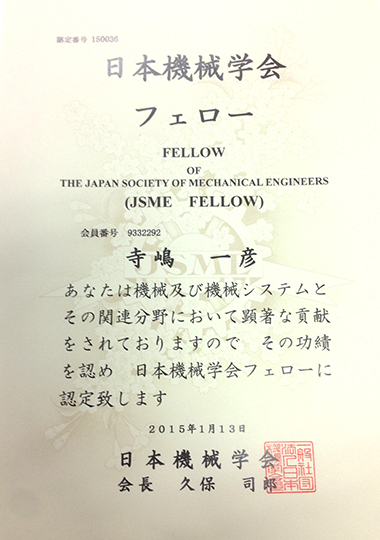 認定番号 150036
日本機械学会
フェロー
FELLOW
OF
THE JAPAN SOCIETY OF MECHANICAL ENGINEERS
(JSME FELLOW)
会員番号 9332292
寺嶋 一彦
JSME
あなたは機械及び機械システムと
その関連分野において顕著な貢献
をされておりますので その功績
を認め 日本機械学会フェローに
認定致します
2015年1月13日
日本機械学会
会長 久保 司郎